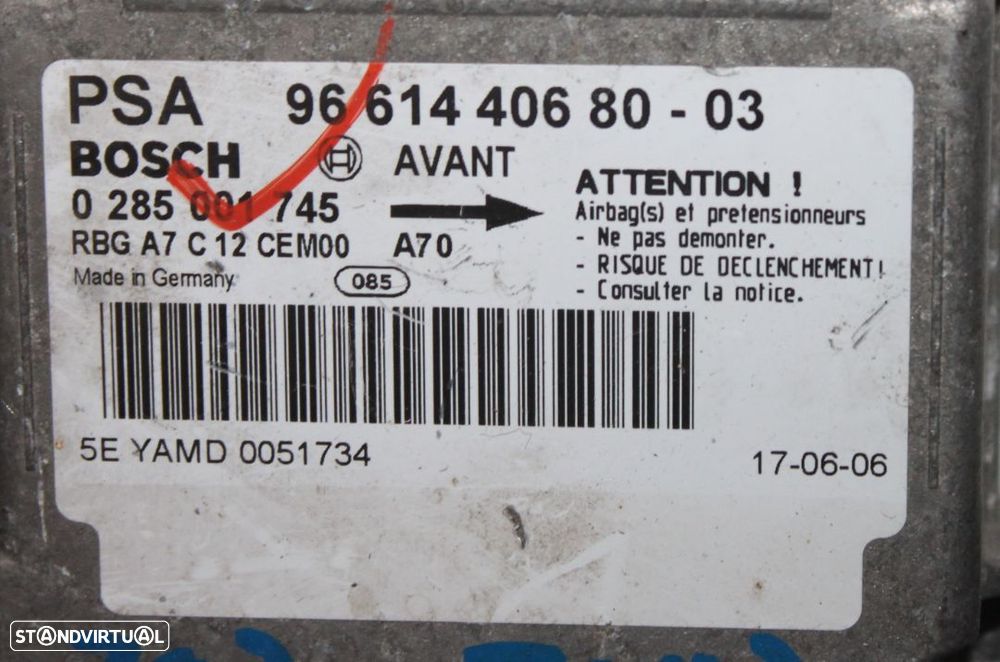 PSA 96 614 406 80 - 03
BOSCH AVANT
0 285 001 745
RBG A7 C 12 CEM00 A70
Made in Germany 085
ATTENTION !
Airbag(s) et pretensionneurs
- Ne pas demonter.
- RISQUE DE DECLENCHEMENT!
- Consulter la notice.
5E YAMD 0051734
17-06-06
STANDVIRTUAL